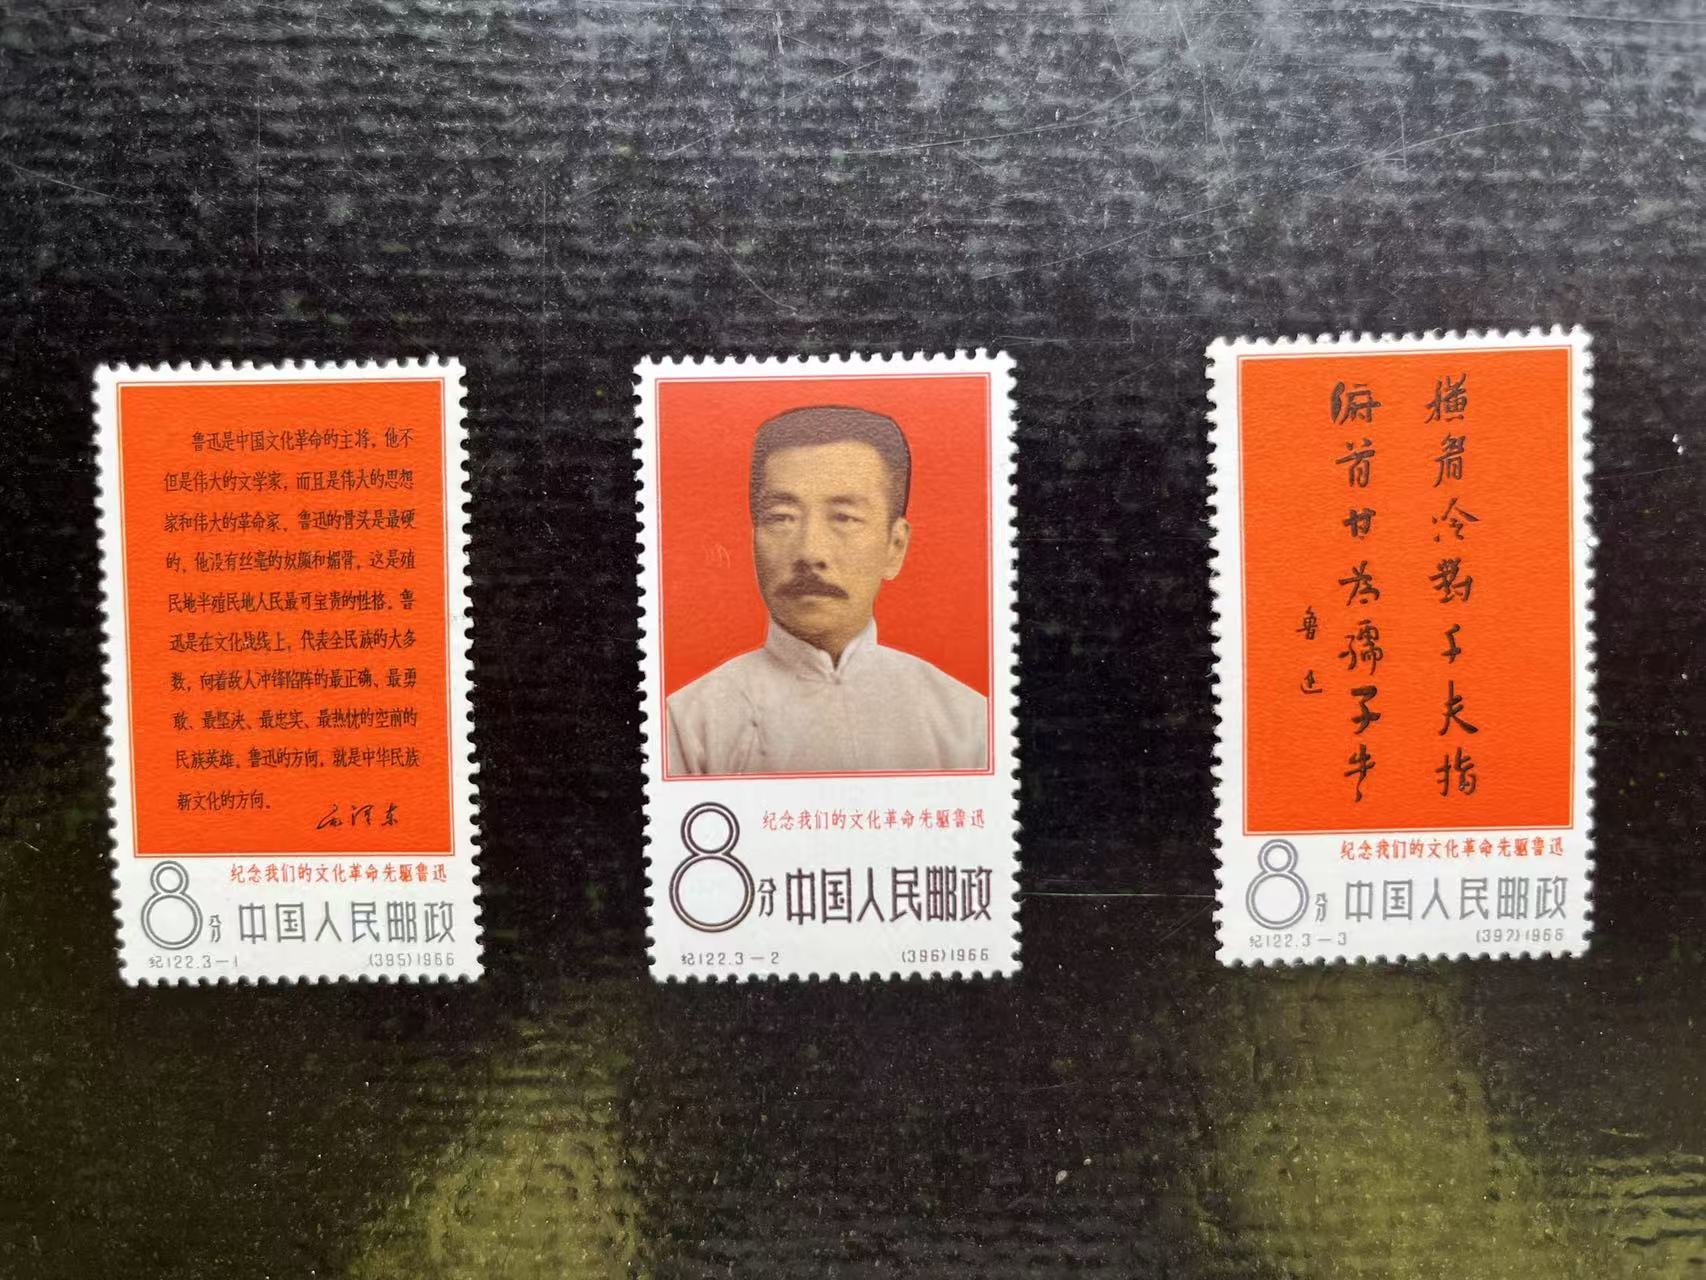 鲁迅是中国文化革命的主将，他不
但是伟大的文学家，而且是伟大的思想
家和伟大的革命家。鲁迅的骨头是最硬
的，他没有丝毫的奴颜和媚骨，这是殖
民地半殖民地人民最可宝贵的性格。鲁
迅是在文化战线上，代表全民族的大多
数，向着敌人冲锋陷阵的最正确、最勇
敢、最坚决、最忠实、最热忱的空前的
民族英雄。鲁迅的方向，就是中华民族
新文化的方向。
毛泽东
纪念我们的文化革命先驱鲁迅
8分 中国人民邮政
纪122.3－1 (395)1966
纪念我们的文化革命先驱鲁迅
8分 中国人民邮政
纪122.3－2 (396)1966
横眉冷對千夫指
俯首甘为孺子牛
鲁迅
纪念我们的文化革命先驱鲁迅
8分 中国人民邮政
纪122.3－3 (397)1966